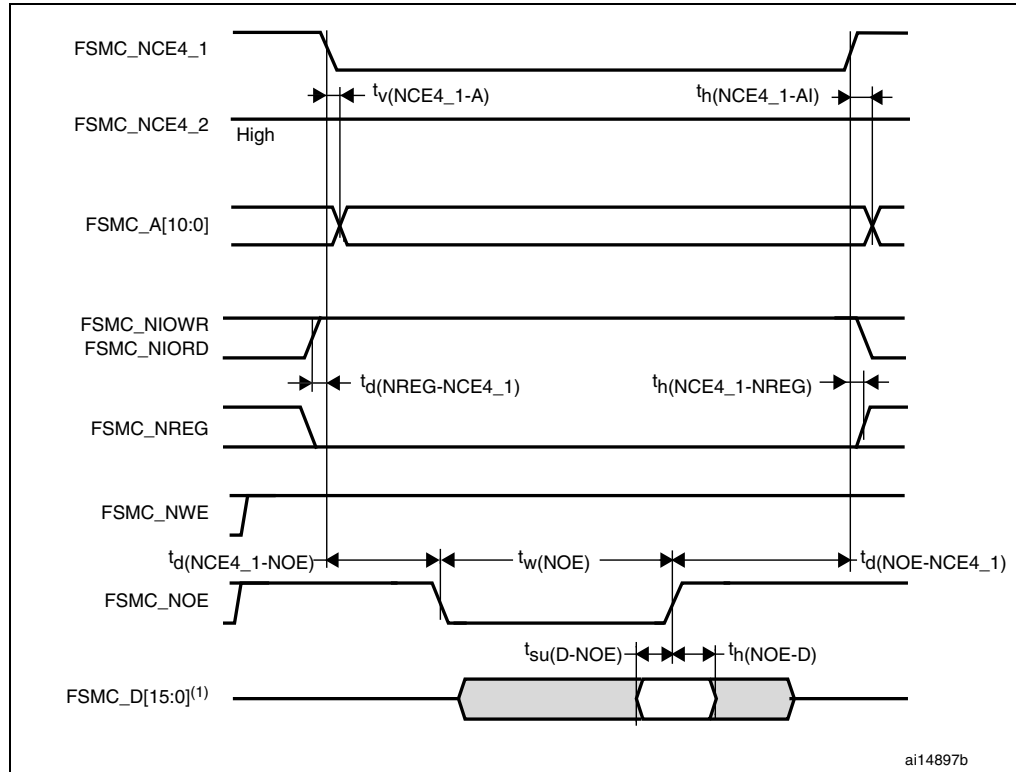 FSMC_NCE4_1
tv(NCE4_1-A)
th(NCE4_1-AI)
FSMC_NCE4_2
High
FSMC_A[10:0]
FSMC_NIOWR
FSMC_NIORD
td(NREG-NCE4_1)
th(NCE4_1-NREG)
FSMC_NREG
FSMC_NWE
td(NCE4_1-NOE)
tw(NOE)
td(NOE-NCE4_1)
FSMC_NOE
tsu(D-NOE)
th(NOE-D)
FSMC_D[15:0](1)
ai14897b